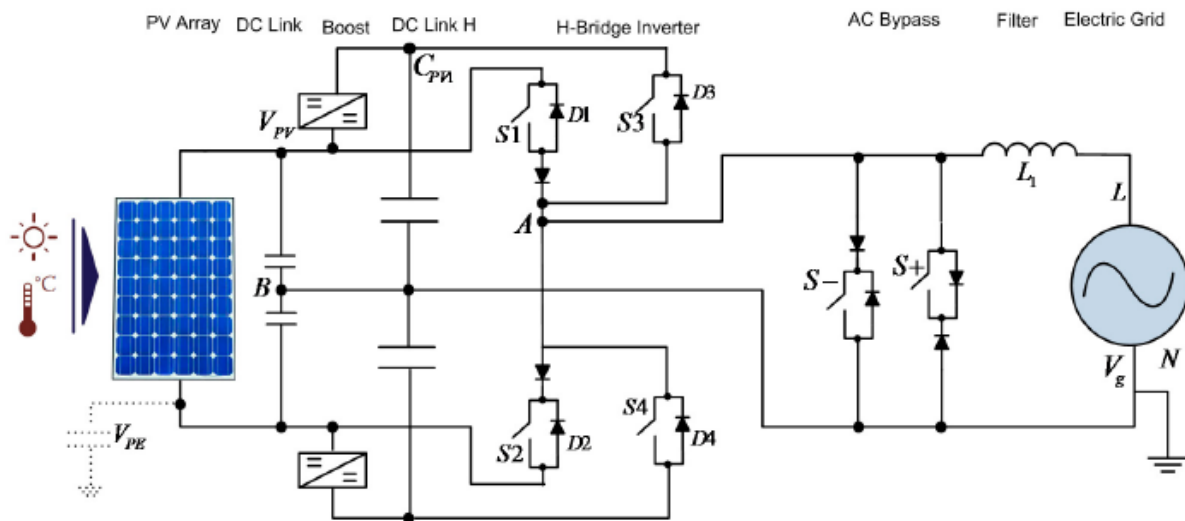 PV Array DC Link Boost DC Link H H-Bridge Inverter AC Bypass Filter Electric Grid
C_PV1
V_PV
S1
D1
S3
D3
L_1
L
A
°C
B
S-
S+
V_g
N
V_PE
S2
D2
S4
D4